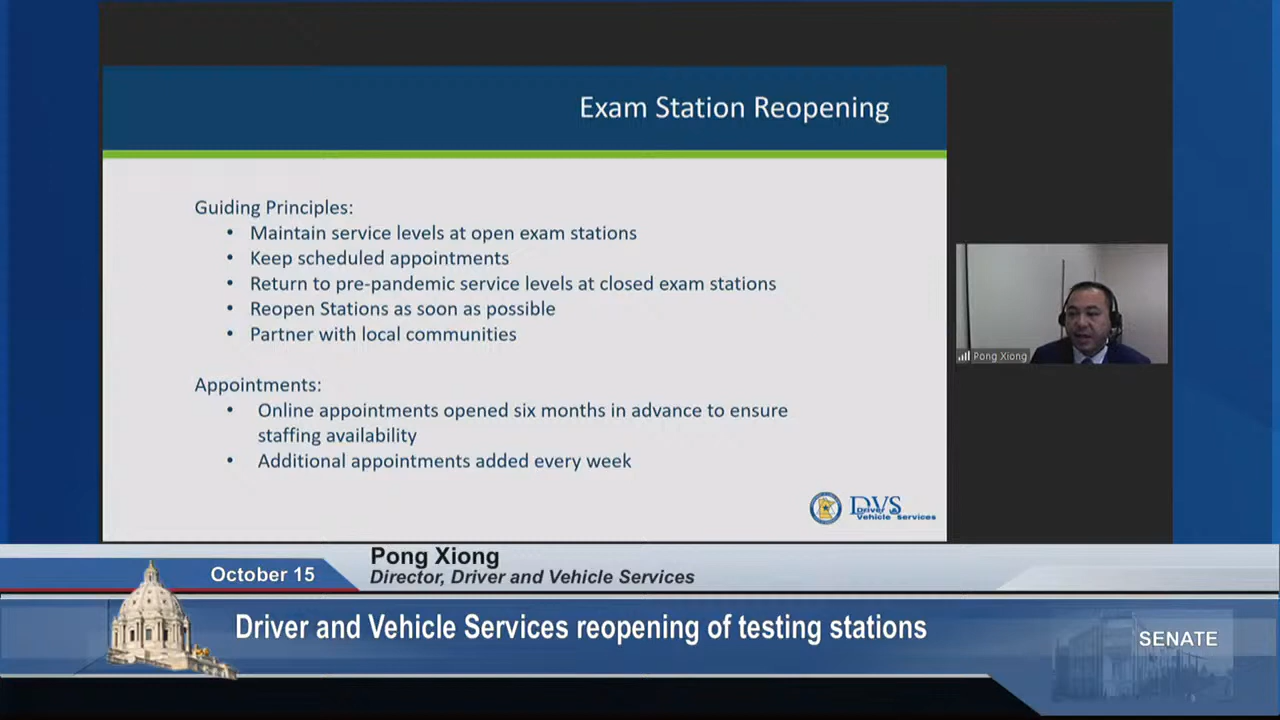 Exam Station Reopening
Guiding Principles:
• Maintain service levels at open exam stations
• Keep scheduled appointments
• Return to pre-pandemic service levels at closed exam stations
• Reopen Stations as soon as possible
• Partner with local communities
Pong Xiong
Appointments:
• Online appointments opened six months in advance to ensure
staffing availability
• Additional appointments added every week
DVS
Driver
Vehicle Services
Pong Xiong
Director, Driver and Vehicle Services
October 15
Driver and Vehicle Services reopening of testing stations
SENATE